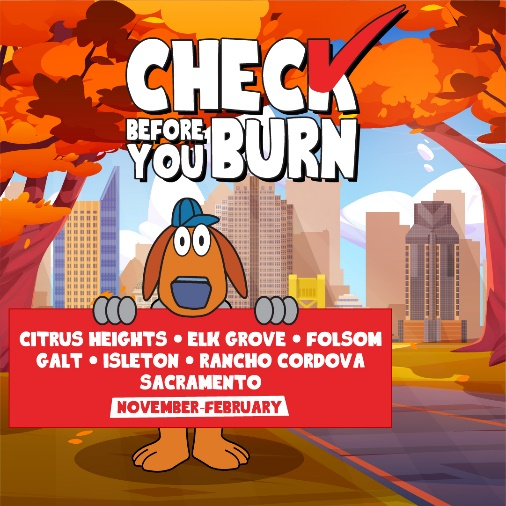 CHECK
BEFORE
YOU BURN
CITRUS HEIGHTS • ELK GROVE • FOLSOM
GALT • ISLETON • RANCHO CORDOVA
SACRAMENTO
NOVEMBER-FEBRUARY